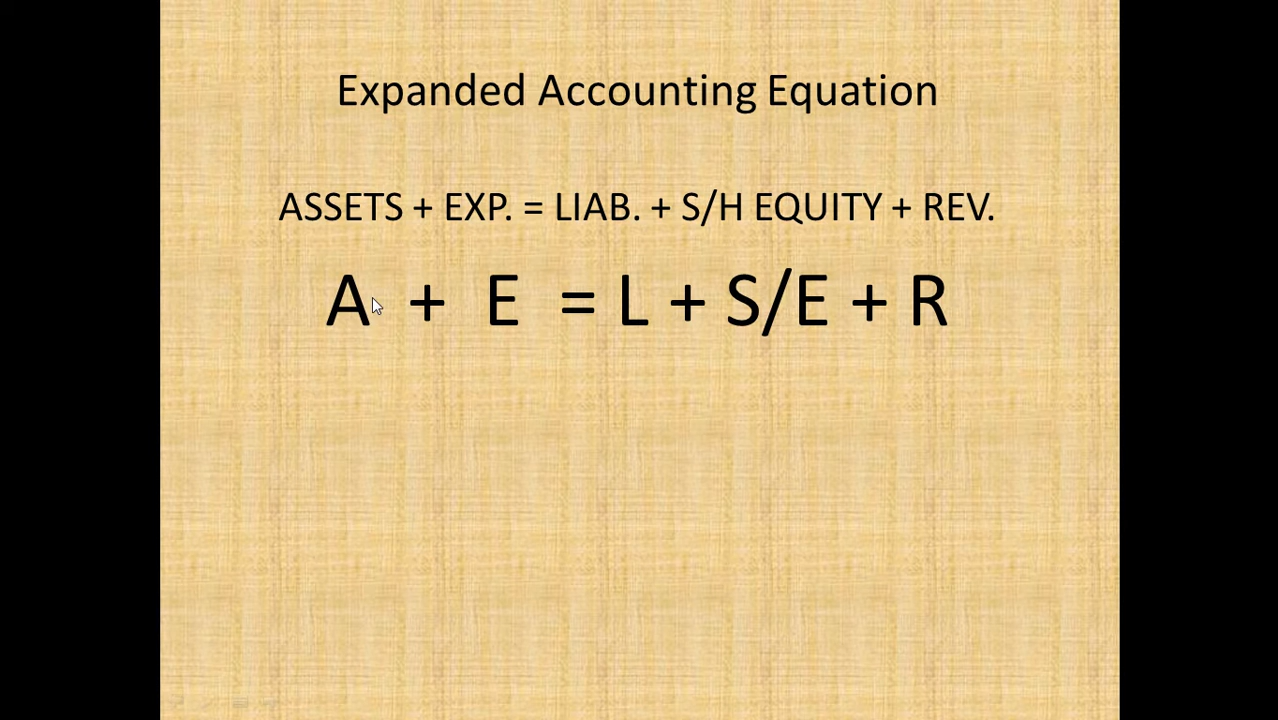 Expanded Accounting Equation
ASSETS + EXP. = LIAB. + S/H EQUITY + REV.
A + E = L + S/E + R